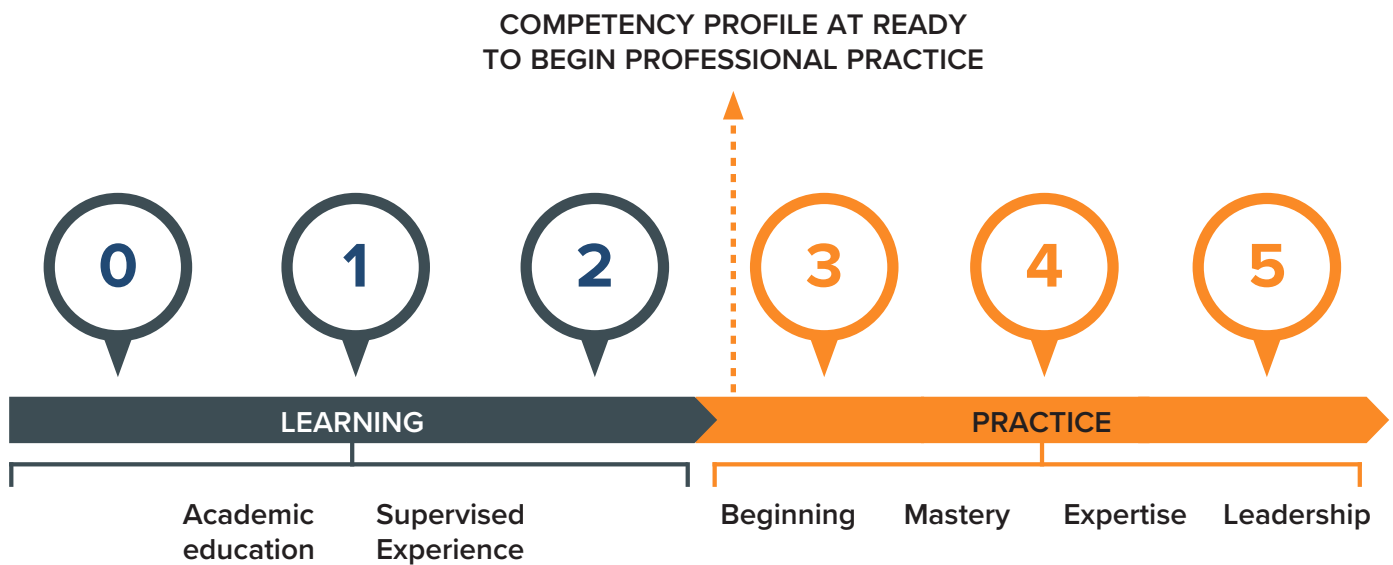 COMPETENCY PROFILE AT READY
TO BEGIN PROFESSIONAL PRACTICE
0 1 2 3 4 5
LEARNING PRACTICE
Academic education
Supervised Experience
Beginning Mastery Expertise Leadership